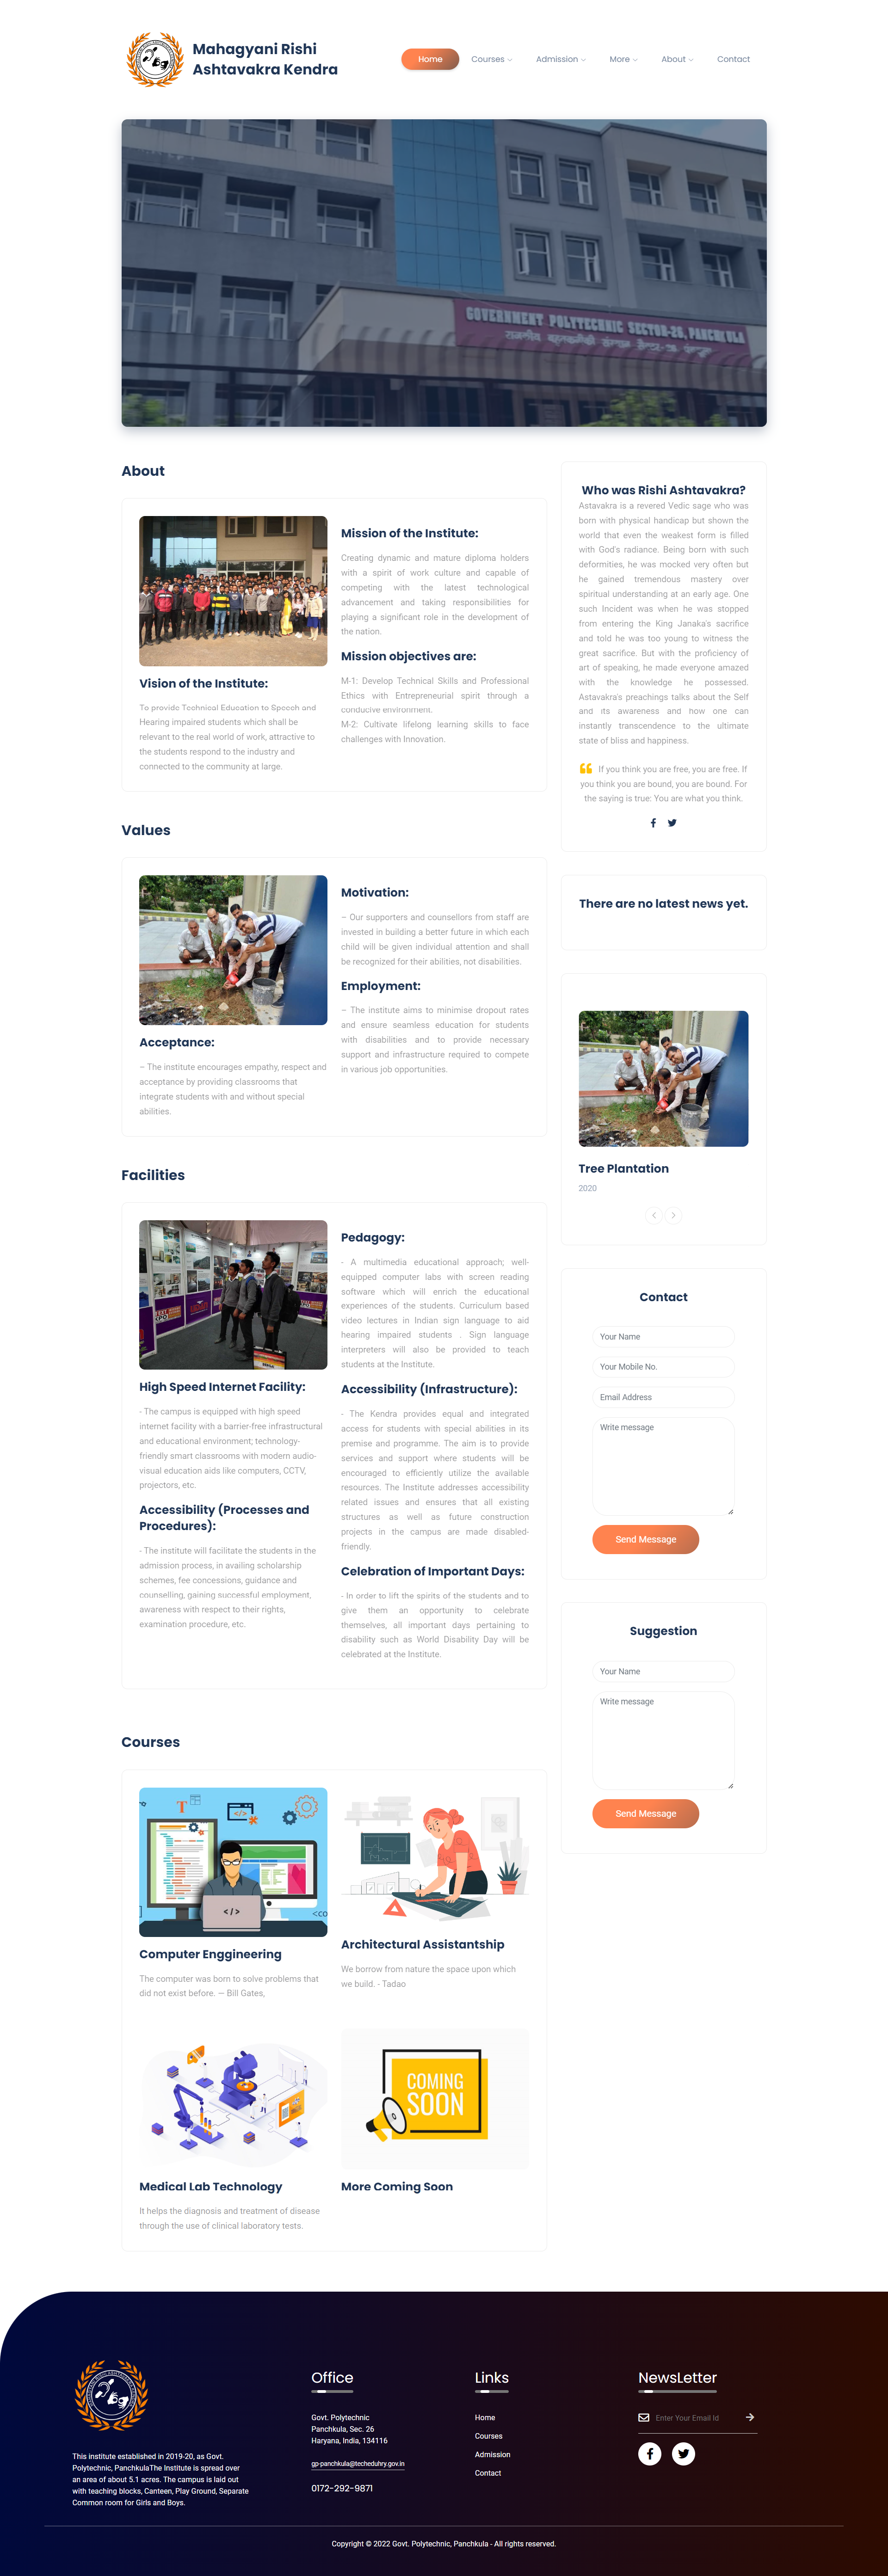 Mahagyani Rishi
Ashtavakra Kendra
Home
Courses
Admission
More
About
Contact
GOVERNMENT POLYTECHNIC SECTOR-26, PANCHKULA
About
Vision of the Institute:
To provide Technical Education to Speech and
Hearing impaired students which shall be
relevant to the real world of work, attractive to
the students respond to the industry and
connected to the community at large.
Mission of the Institute:
Creating dynamic and mature diploma holders
with a spirit of work culture and capable of
competing with the latest technological
advancement and taking responsibilities for
playing a significant role in the development of
the nation.
Mission objectives are:
M-1: Develop Technical Skills and Professional
Ethics with Entrepreneurial spirit through a
conducive environment.
M-2: Cultivate lifelong learning skills to face
challenges with Innovation.
Values
Acceptance:
– The institute encourages empathy, respect and
acceptance by providing classrooms that
integrate students with and without special
abilities.
Motivation:
– Our supporters and counsellors from staff are
invested in building a better future in which each
child will be given individual attention and shall
be recognized for their abilities, not disabilities.
Employment:
– The institute aims to minimise dropout rates
and ensure seamless education for students
with disabilities and to provide necessary
support and infrastructure required to compete
in various job opportunities.
Facilities
High Speed Internet Facility:
- The campus is equipped with high speed
internet facility with a barrier-free infrastructural
and educational environment; technology-
friendly smart classrooms with modern audio-
visual education aids like computers, CCTV,
projectors, etc.
Accessibility (Processes and
Procedures):
- The institute will facilitate the students in the
admission process, in availing scholarship
schemes, fee concessions, guidance and
counselling, gaining successful employment,
awareness with respect to their rights,
examination procedure, etc.
Pedagogy:
- A multimedia educational approach; well-
equipped computer labs with screen reading
software which will enrich the educational
experiences of the students. Curriculum based
video lectures in Indian sign language to aid
hearing impaired students . Sign language
interpreters will also be provided to teach
students at the Institute.
Accessibility (Infrastructure):
- The Kendra provides equal and integrated
access for students with special abilities in its
premise and programme. The aim is to provide
services and support where students will be
encouraged to efficiently utilize the available
resources. The Institute addresses accessibility
related issues and ensures that all existing
structures as well as future construction
projects in the campus are made disabled-
friendly.
Celebration of Important Days:
- In order to lift the spirits of the students and to
give them an opportunity to celebrate
themselves, all important days pertaining to
disability such as World Disability Day will be
celebrated at the Institute.
Courses
</>
<co
Computer Enggineering
The computer was born to solve problems that
did not exist before. — Bill Gates,
Architectural Assistantship
We borrow from nature the space upon which
we build. - Tadao
Medical Lab Technology
It helps the diagnosis and treatment of disease
through the use of clinical laboratory tests.
COMING
SOON
More Coming Soon
Who was Rishi Ashtavakra?
Astavakra is a revered Vedic sage who was
born with physical handicap but shown the
world that even the weakest form is filled
with God's radiance. Being born with such
deformities, he was mocked very often but
he gained tremendous mastery over
spiritual understanding at an early age. One
such Incident was when he was stopped
from entering the King Janaka's sacrifice
and told he was too young to witness the
great sacrifice. But with the proficiency of
art of speaking, he made everyone amazed
with the knowledge he possessed.
Astavakra's preachings talks about the Self
and its awareness and how one can
instantly transcendence to the ultimate
state of bliss and happiness.
If you think you are free, you are free. If
you think you are bound, you are bound. For
the saying is true: You are what you think.
There are no latest news yet.
Tree Plantation
2020
Contact
Your Name
Your Mobile No.
Email Address
Write message
Send Message
Suggestion
Your Name
Write message
Send Message
This institute established in 2019-20, as Govt.
Polytechnic, PanchkulaThe Institute is spread over
an area of about 5.1 acres. The campus is laid out
with teaching blocks, Canteen, Play Ground, Separate
Common room for Girls and Boys.
Office
Govt. Polytechnic
Panchkula, Sec. 26
Haryana, India, 134116
gp-panchkula@techeduhry.gov.in
0172-292-9871
Links
Home
Courses
Admission
Contact
NewsLetter
Enter Your Email Id
Copyright © 2022 Govt. Polytechnic, Panchkula - All rights reserved.